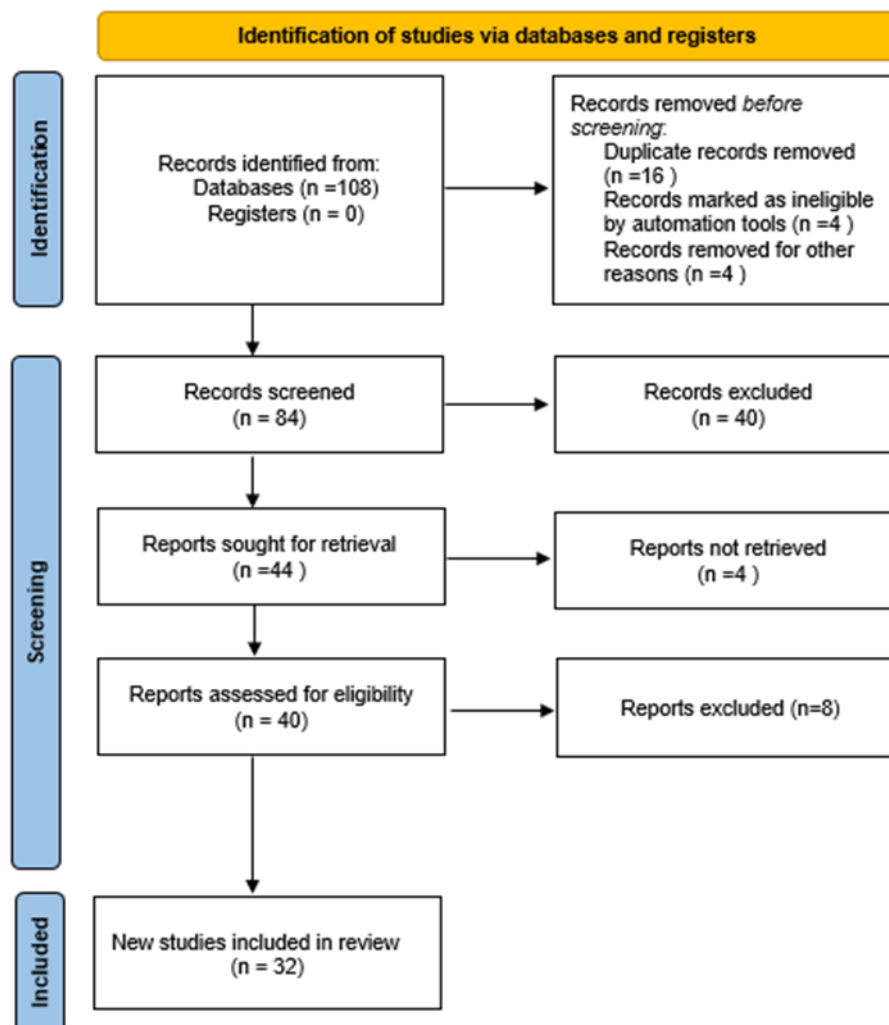 Identification of studies via databases and registers
Identification
Records identified from:
Databases (n =108)
Registers (n = 0)
Records removed before
screening:
Duplicate records removed
(n =16 )
Records marked as ineligible
by automation tools (n =4 )
Records removed for other
reasons (n =4 )
Screening
Records screened
(n = 84)
Records excluded
(n = 40)
Reports sought for retrieval
(n =44 )
Reports not retrieved
(n =4 )
Reports assessed for eligibility
(n = 40)
Reports excluded (n=8)
Included
New studies included in review
(n = 32)